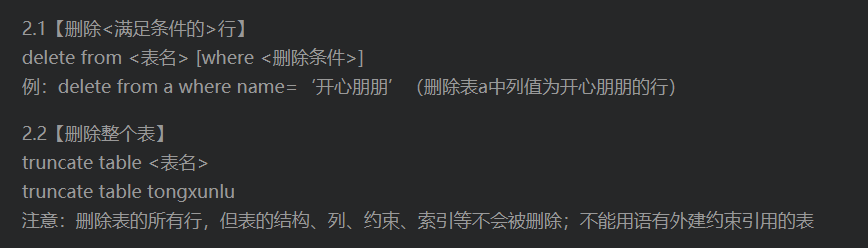 2.1【删除<满足条件的>行】
delete from <表名> [where <删除条件>]
例：delete from a where name=‘开心朋朋’（删除表a中列值为开心朋朋的行）
2.2【删除整个表】
truncate table <表名>
truncate table tongxunlu
注意：删除表的所有行，但表的结构、列、约束、索引等不会被删除；不能用语有外建约束引用的表